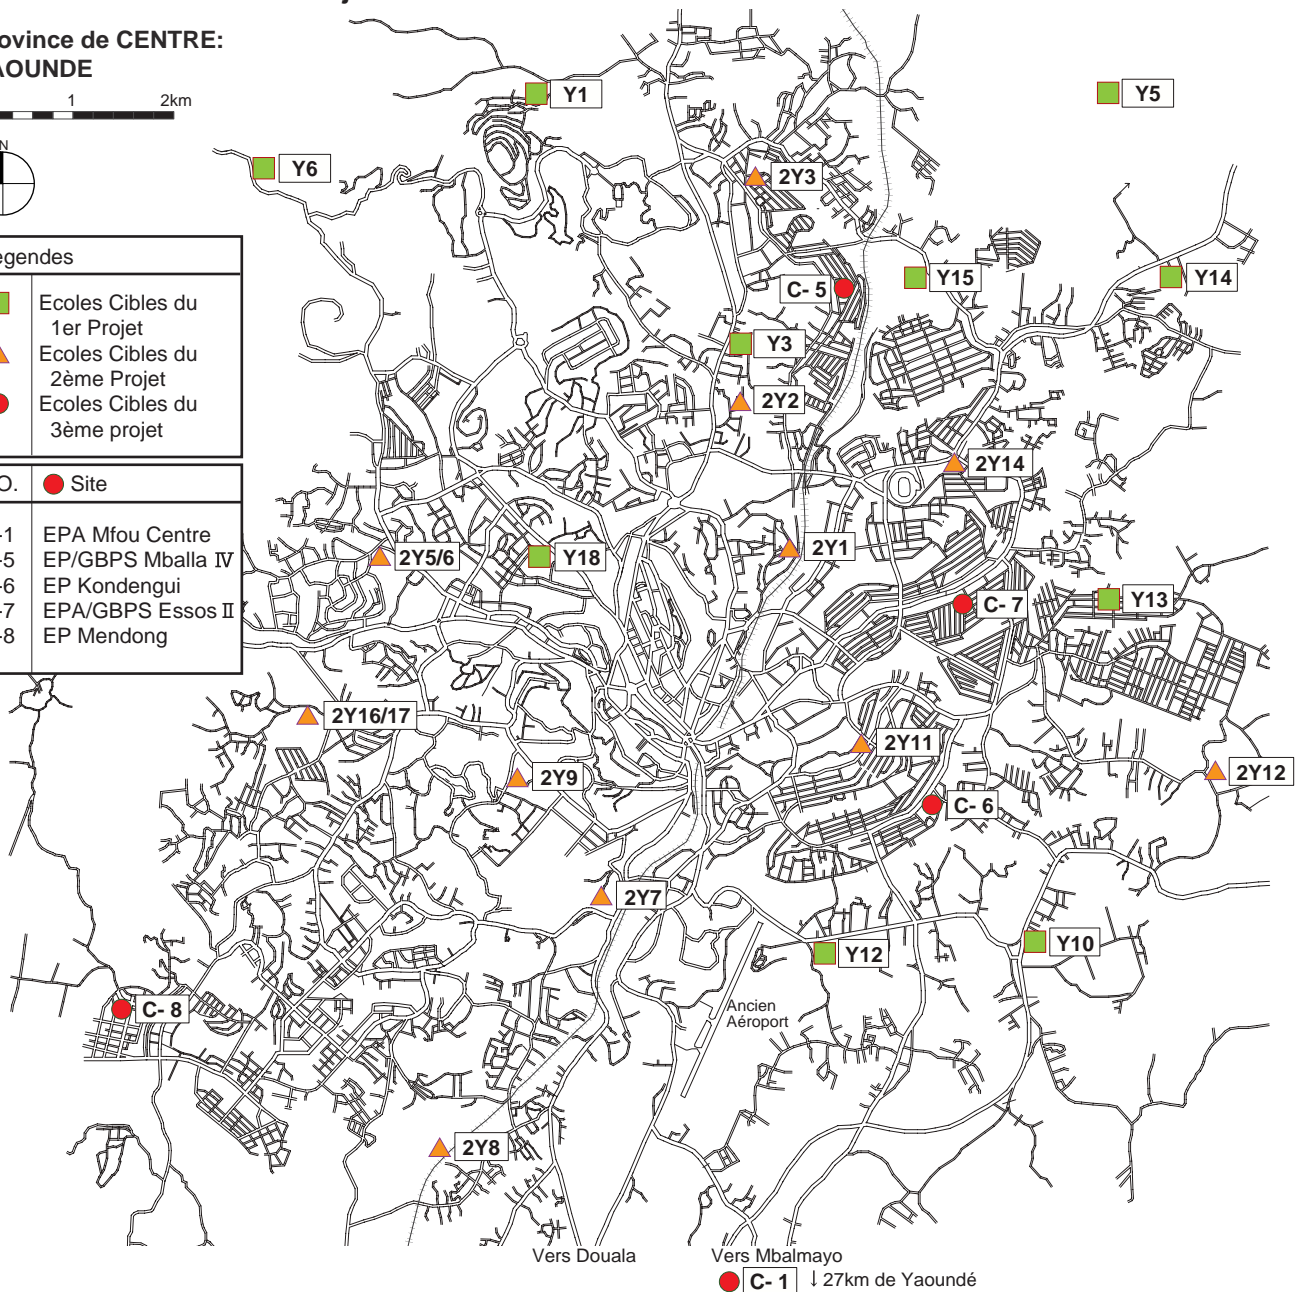 ovince de CENTRE:
AOUNDE
1 2km
N
Y1
Y5
Y6
2Y3
égendes
Ecoles Cibles du
1er Projet
Ecoles Cibles du
2ème Projet
Ecoles Cibles du
3ème projet
C- 5
Y15
Y14
Y3
2Y2
O. Site
-1 EPA Mfou Centre
-5 EP/GBPS Mballa Ⅳ
-6 EP Kondengui
-7 EPA/GBPS Essos Ⅱ
-8 EP Mendong
2Y14
2Y5/6
Y18
2Y1
C- 7
Y13
2Y16/17
2Y11
2Y9
2Y12
C- 6
2Y7
Y12
Y10
C- 8
Ancien
Aéroport
2Y8
Vers Douala
Vers Mbalmayo
C- 1 ↓27km de Yaoundé